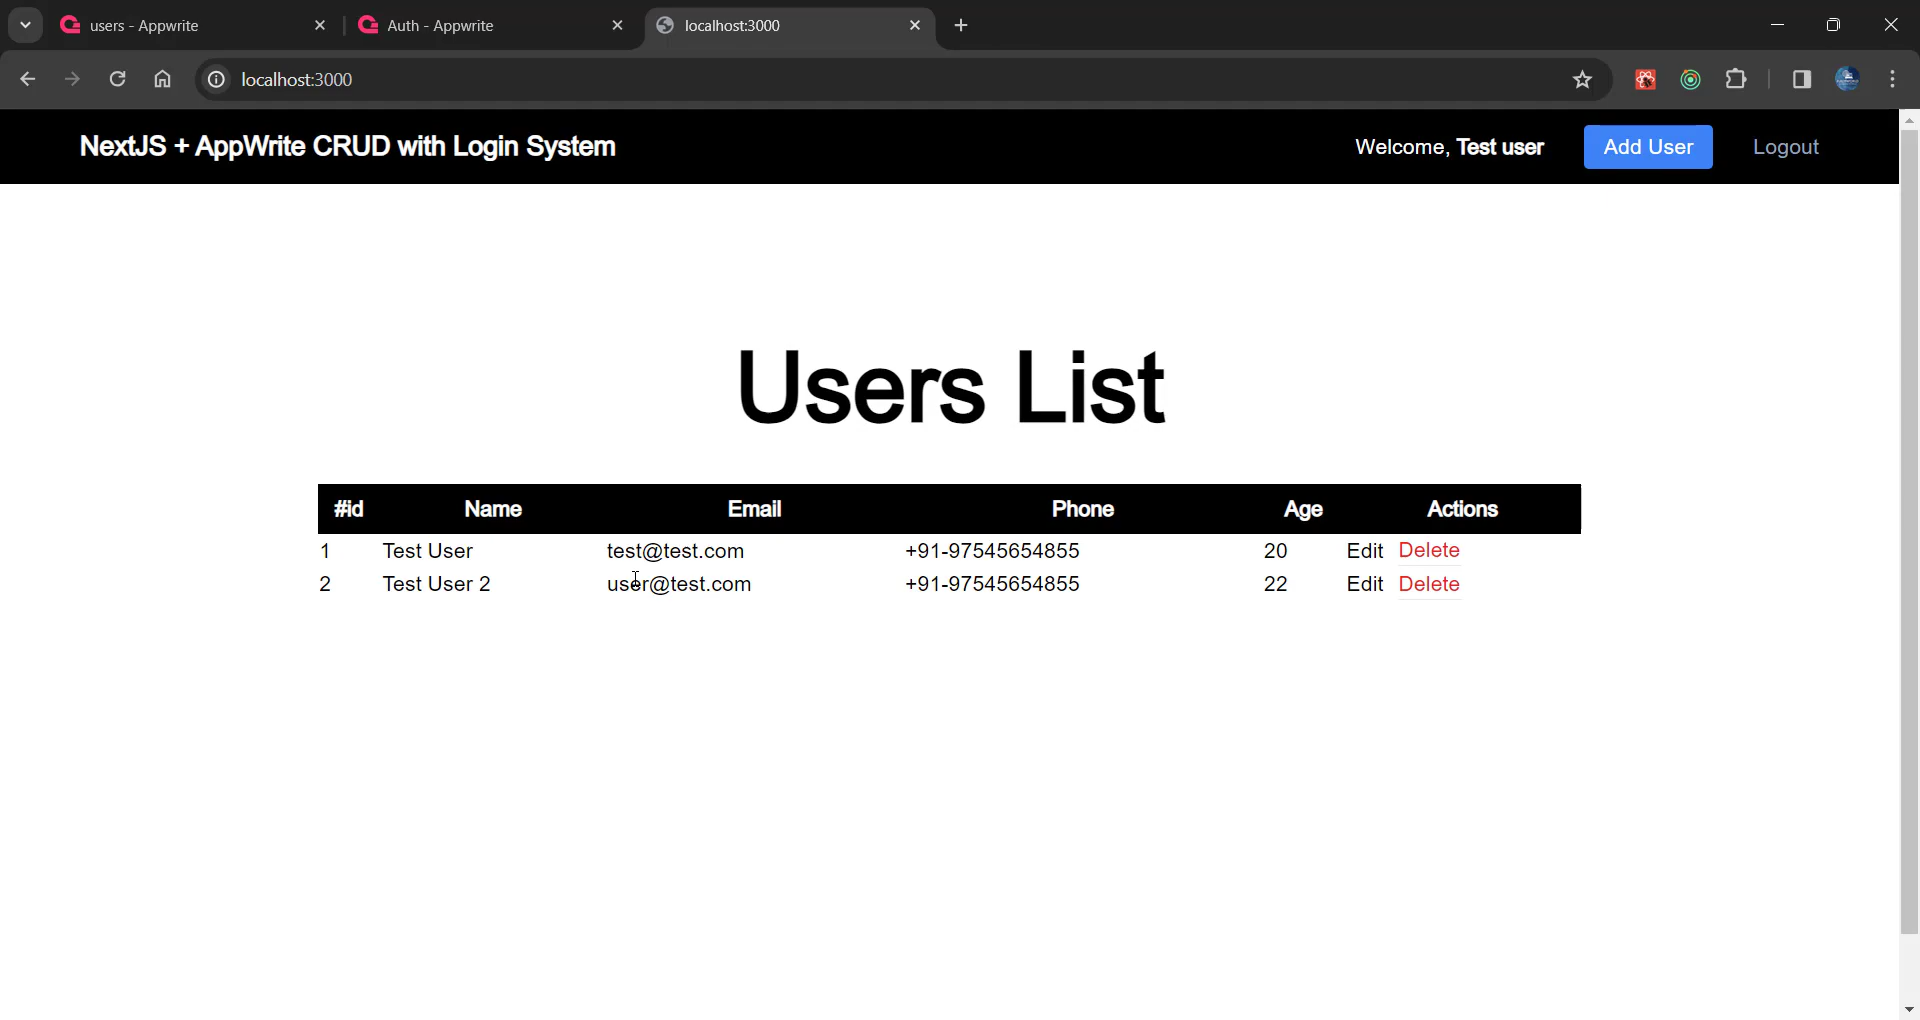 users - Appwrite
Auth - Appwrite
localhost:3000
localhost:3000
NextJS + AppWrite CRUD with Login System
Welcome, Test user
Add User
Logout
Users List
#id Name Email Phone Age Actions
1 Test User test@test.com +91-97545654855 20 Edit Delete
2 Test User 2 user@test.com +91-97545654855 22 Edit Delete